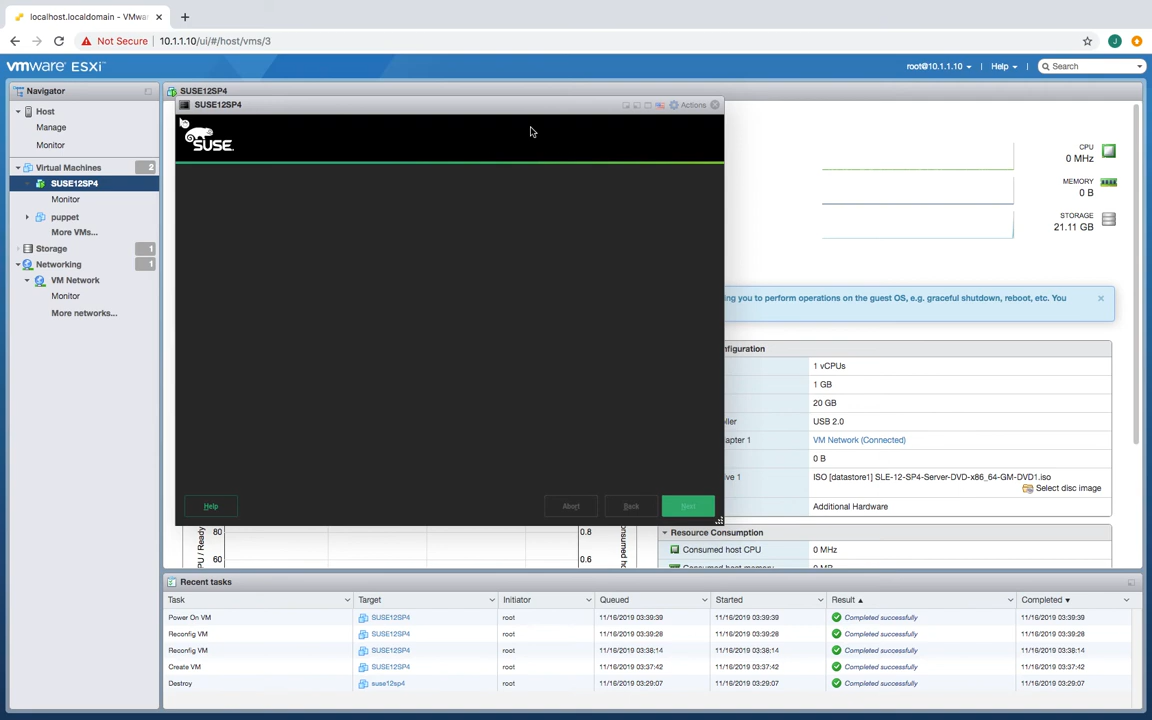 localhost.localdomain - VMwa
Not Secure 10.1.1.10/ui/#/host/vms/3
J
vmware ESXi™
root@10.1.1.10 | Help | Search
Navigator
SUSE12SP4
Host
Manage
Monitor
Virtual Machines 2
SUSE12SP4
Monitor
puppet
More VMs...
Storage 1
Networking 1
VM Network
Monitor
More networks...
SUSE12SP4 Actions
SUSE.
Help Abort Back Next
CPU
0 MHz
MEMORY
0 B
STORAGE
21.11 GB
ing you to perform operations on the guest OS, e.g. graceful shutdown, reboot, etc. You
nfiguration
1 vCPUs
1 GB
20 GB
ller USB 2.0
apter 1 VM Network (Connected)
0 B
ive 1 ISO [datastore1] SLE-12-SP4-Server-DVD-x86_64-GM-DVD1.iso
Select disc image
Additional Hardware
80 0.8
60 0.6
PU / Ready
onsumed ho
Resource Consumption
Consumed host CPU 0 MHz
Consumed host memory 0 MB
Recent tasks
Task Target Initiator Queued Started Result ▲ Completed ▼
Power On VM SUSE12SP4 root 11/16/2019 03:39:39 11/16/2019 03:39:39 Completed successfully 11/16/2019 03:39:39
Reconfig VM SUSE12SP4 root 11/16/2019 03:39:28 11/16/2019 03:39:28 Completed successfully 11/16/2019 03:39:28
Reconfig VM SUSE12SP4 root 11/16/2019 03:38:14 11/16/2019 03:38:14 Completed successfully 11/16/2019 03:38:14
Create VM SUSE12SP4 root 11/16/2019 03:37:42 11/16/2019 03:37:42 Completed successfully 11/16/2019 03:37:42
Destroy suse12sp4 root 11/16/2019 03:29:07 11/16/2019 03:29:07 Completed successfully 11/16/2019 03:29:07